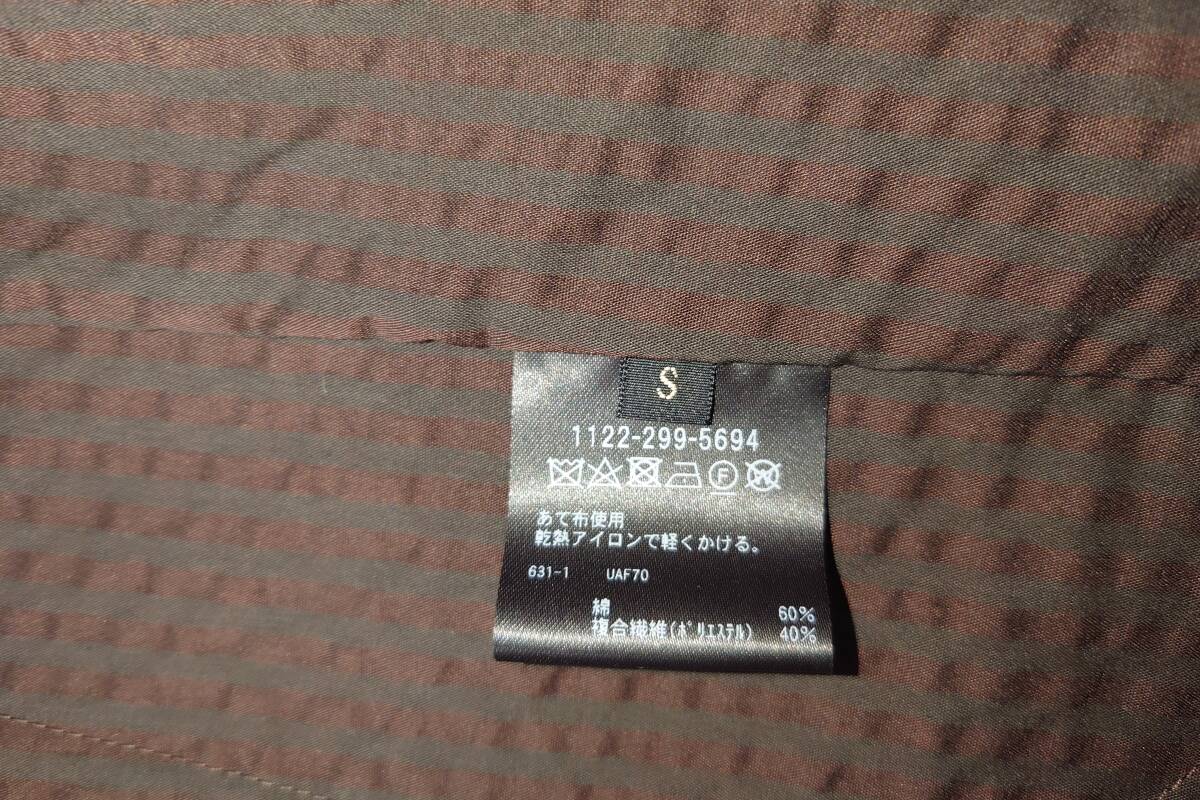 S
1122-299-5694
F W
あて布使用
乾熱アイロンで軽くかける。
631-1 UAF70
綿 60%
複合繊維(ポリエステル) 40%